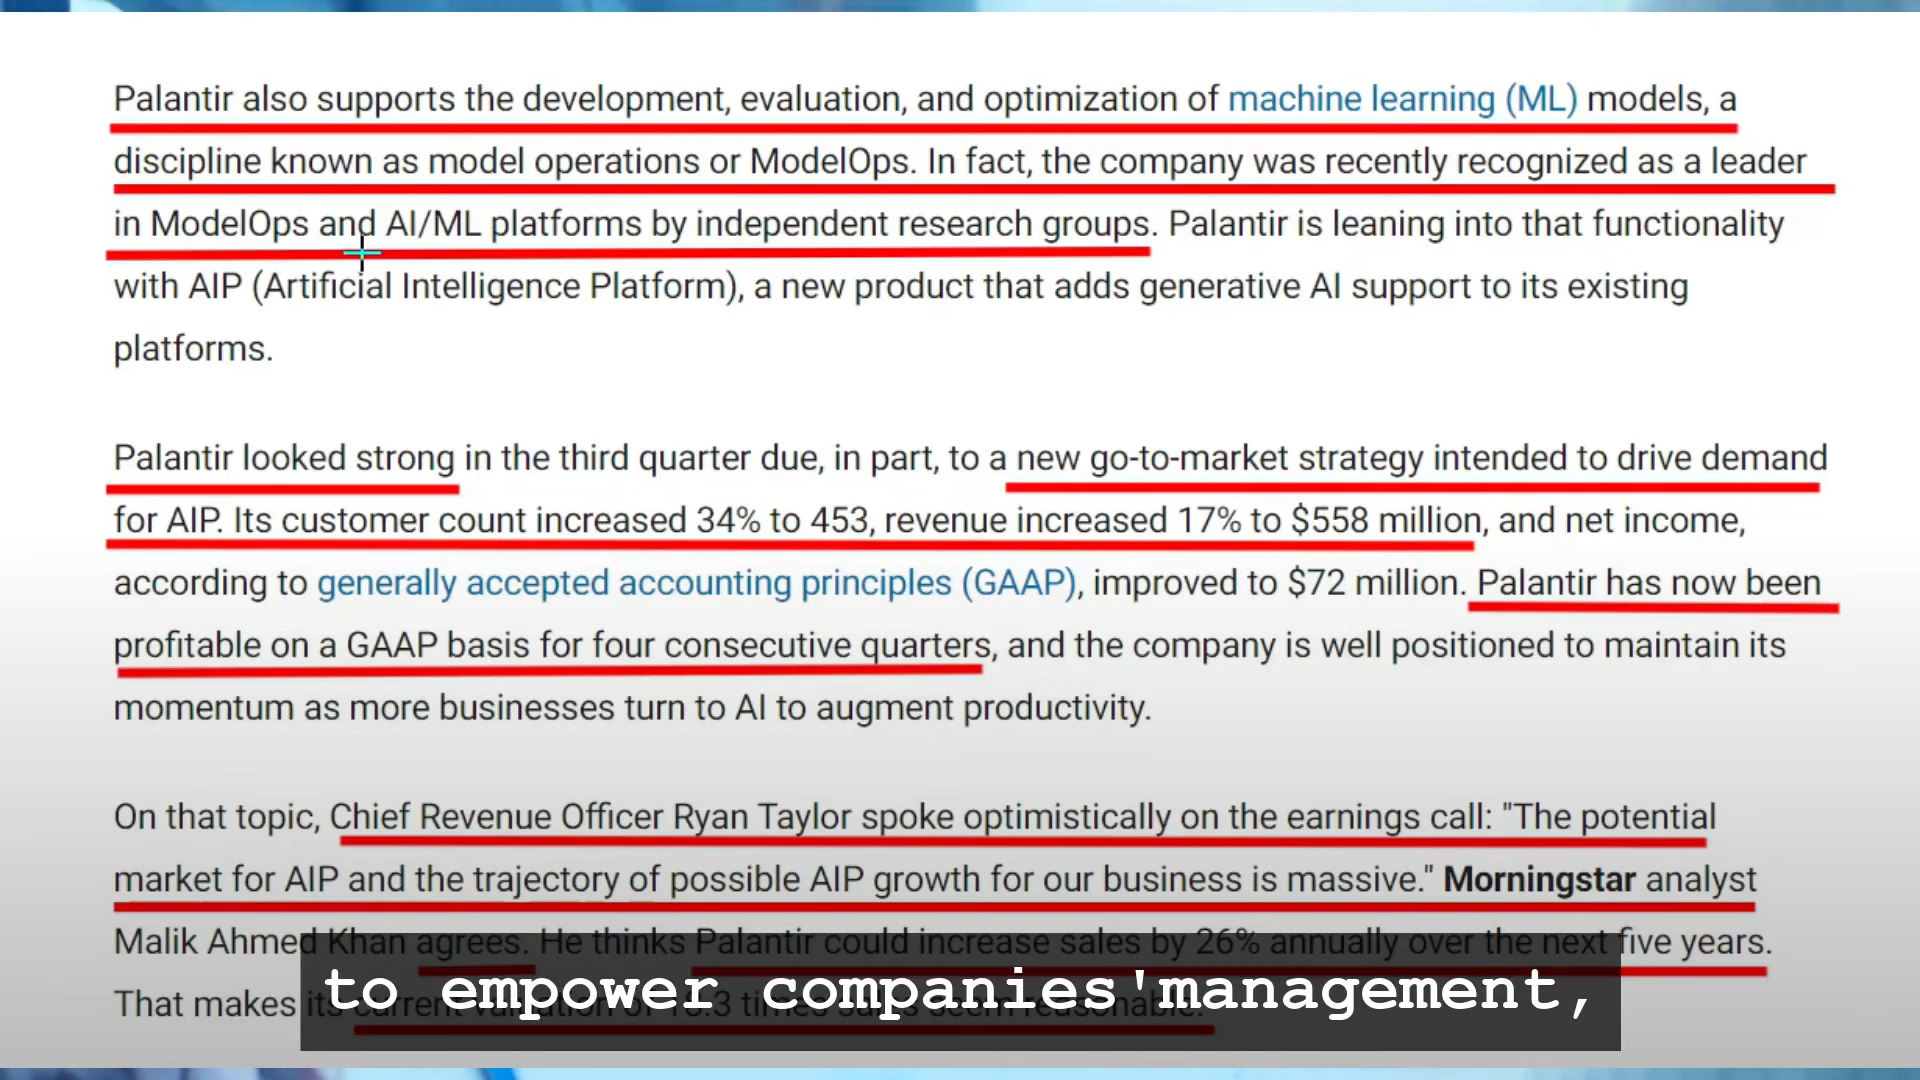 Palantir also supports the development, evaluation, and optimization of machine learning (ML) models, a
discipline known as model operations or ModelOps. In fact, the company was recently recognized as a leader
in ModelOps and AI/ML platforms by independent research groups. Palantir is leaning into that functionality
with AIP (Artificial Intelligence Platform), a new product that adds generative AI support to its existing
platforms.
Palantir looked strong in the third quarter due, in part, to a new go-to-market strategy intended to drive demand
for AIP. Its customer count increased 34% to 453, revenue increased 17% to $558 million, and net income,
according to generally accepted accounting principles (GAAP), improved to $72 million. Palantir has now been
profitable on a GAAP basis for four consecutive quarters, and the company is well positioned to maintain its
momentum as more businesses turn to AI to augment productivity.
On that topic, Chief Revenue Officer Ryan Taylor spoke optimistically on the earnings call: "The potential
market for AIP and the trajectory of possible AIP growth for our business is massive." Morningstar analyst
Malik Ahmed Khan agrees. He thinks Palantir could increase sales by 26% annually over the next five years.
That makes its current valuation of times sales seem reasonable.
to empower companies'management,